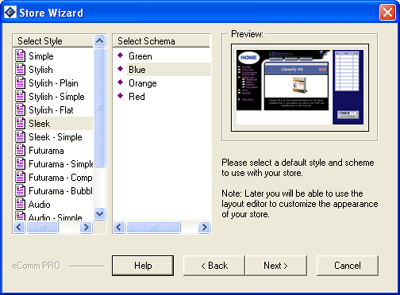 Store Wizard
Select Style
Simple
Stylish
Stylish - Plain
Stylish - Simple
Stylish - Flat
Sleek
Sleek - Simple
Futurama
Futurama - Simple
Futurama - Comp
Futurama - Bubbl
Audio
Audio - Simple
Select Schema
Green
Blue
Orange
Red
Preview:
HOME
Please select a default style and scheme
to use with your store.
Note: Later you will be able to use the
layout editor to customize the appearance
of your store.
eComm PRO
Help
< Back
Next >
Cancel